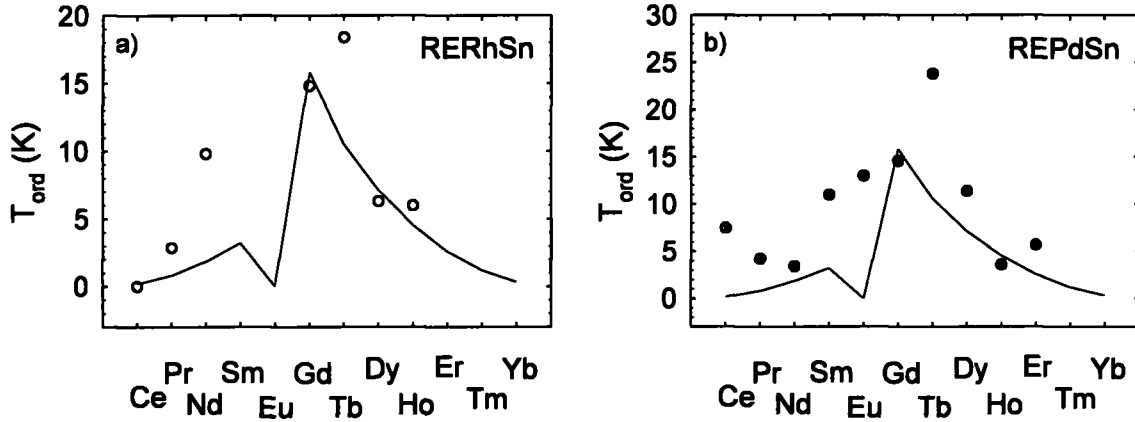 a) RERhSn
T_ord (K)
20
15
10
5
0
Ce Pr Nd Sm Eu Gd Tb Dy Ho Er Tm Yb
b) REPdSn
T_ord (K)
30
25
20
15
10
5
0
Ce Pr Nd Sm Eu Gd Tb Dy Ho Er Tm Yb